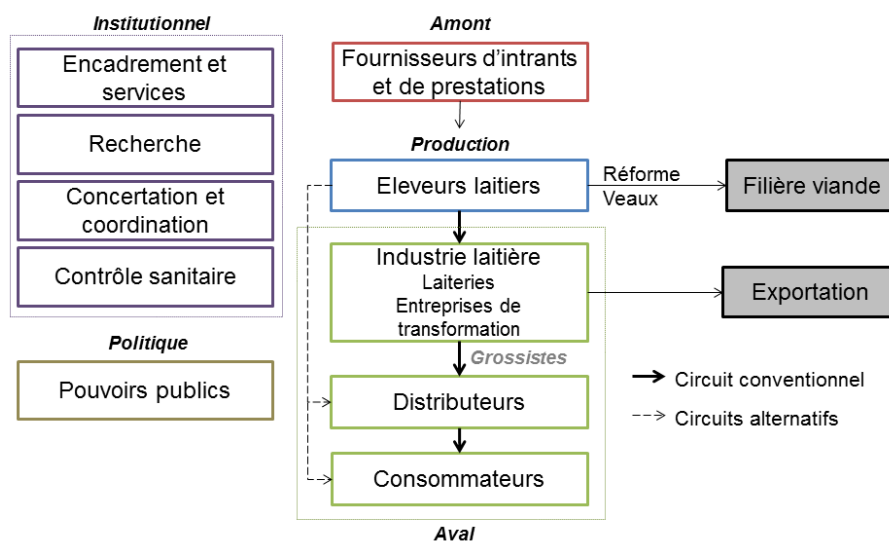 Institutionnel
Encadrement et
services
Recherche
Concertation et
coordination
Contrôle sanitaire
Politique
Pouvoirs publics
Amont
Fournisseurs d'intrants
et de prestations
Production
Eleveurs laitiers
Réforme
Veaux
Filière viande
Industrie laitière
Laiteries
Entreprises de
transformation
Exportation
Grossistes
Distributeurs
Consommateurs
Aval
Circuit conventionnel
Circuits alternatifs